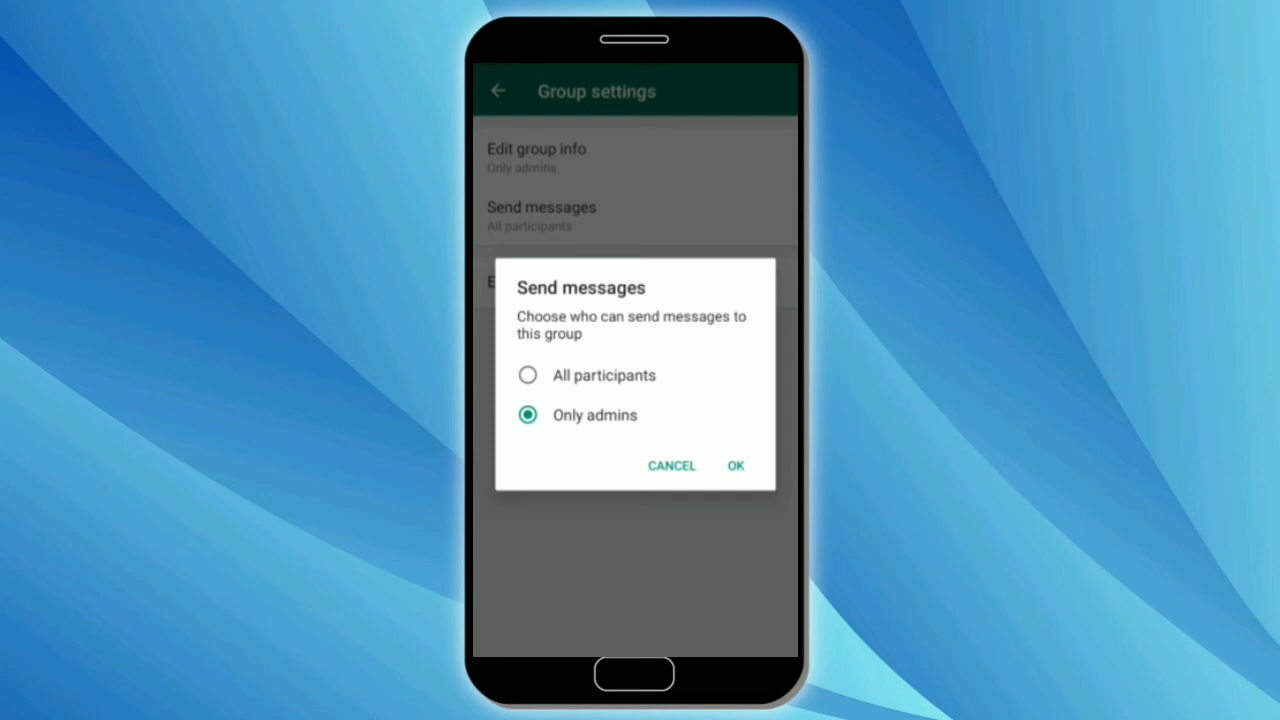 Group settings
Edit group info
Only admins
Send messages
All participants
E
Send messages
Choose who can send messages to
this group
All participants
Only admins
CANCEL OK